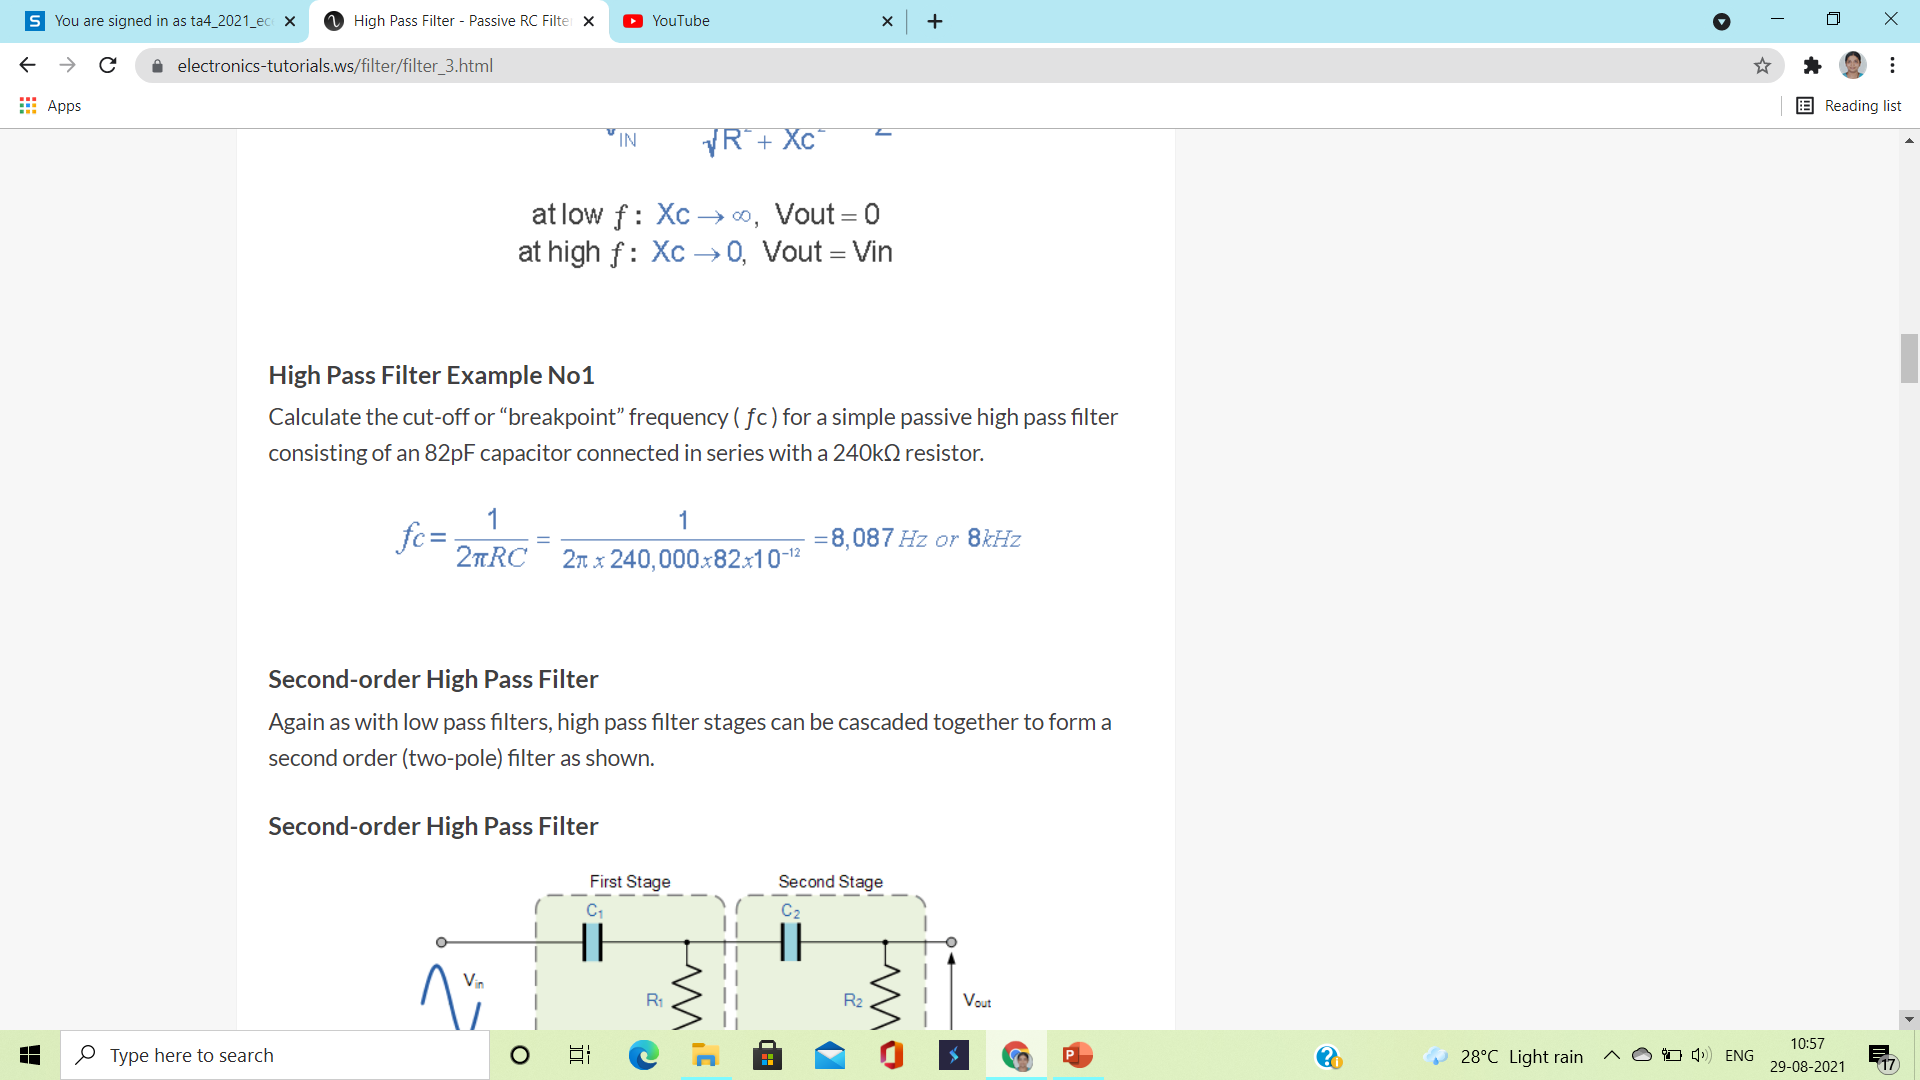 You are signed in as ta4_2021_ec
High Pass Filter - Passive RC Filte
YouTube
electronics-tutorials.ws/filter/filter_3.html
Apps
Reading list
IN
√R² + Xc²
at low ƒ : Xc → ∞, Vout = 0
at high ƒ : Xc → 0, Vout = Vin
High Pass Filter Example No1
Calculate the cut-off or “breakpoint” frequency ( ƒc ) for a simple passive high pass filter
consisting of an 82pF capacitor connected in series with a 240kΩ resistor.
ƒc = 1/2πRC = 1/2π x 240,000x82x10⁻¹² = 8,087 Hz or 8kHz
Second-order High Pass Filter
Again as with low pass filters, high pass filter stages can be cascaded together to form a
second order (two-pole) filter as shown.
Second-order High Pass Filter
First Stage
Second Stage
C1
C2
Vin
R1
R2
Vout
Type here to search
28°C Light rain
ENG
10:57
29-08-2021
17